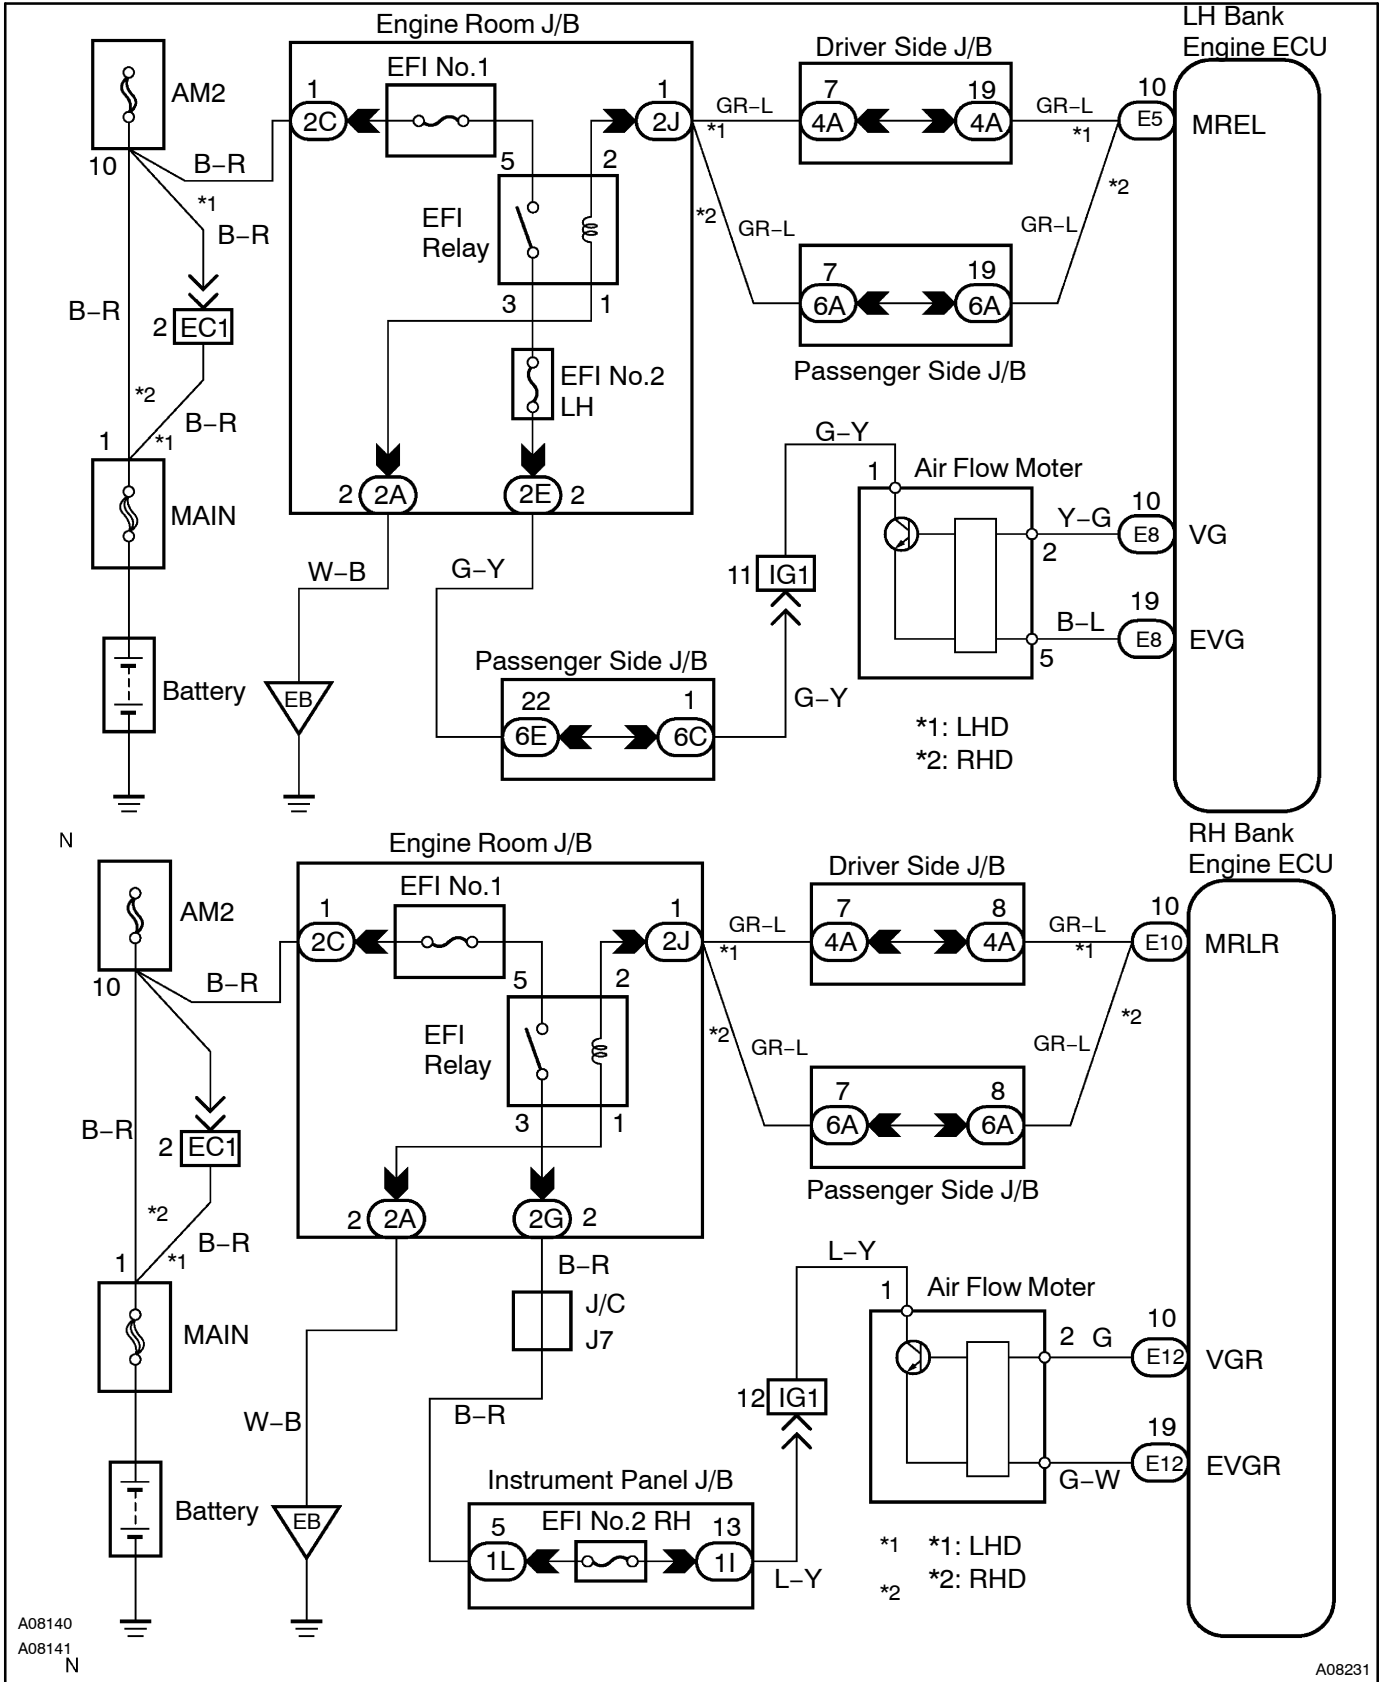 LH Bank
Engine ECU
Engine Room J/B
Driver Side J/B
EFI No.1
AM2
1
2C
1
2J
GR–L
*1
7
4A
19
4A
GR–L
*1
10
E5
MREL
10
B–R
*1
B–R
5
2
EFI
Relay
*2
GR–L
*2
GR–L
7
6A
19
6A
3
1
B–R
2
EC1
Passenger Side J/B
EFI No.2
LH
*2
B–R
*1
1
MAIN
2
2A
2E
2
G–Y
1
Air Flow Moter
Y–G
2
10
E8
VG
11
IG1
W–B
G–Y
B–L
5
19
E8
EVG
Passenger Side J/B
22
6E
1
6C
G–Y
Battery
EB
*1: LHD
*2: RHD
N
RH Bank
Engine ECU
Engine Room J/B
Driver Side J/B
EFI No.1
AM2
1
2C
1
2J
GR–L
*1
7
4A
8
4A
GR–L
*1
10
E10
MRLR
10
B–R
5
2
EFI
Relay
*2
GR–L
GR–L
*2
7
6A
8
6A
3
1
B–R
2
EC1
Passenger Side J/B
*2
B–R
*1
1
2
2A
2G
2
MAIN
B–R
J/C
J7
L–Y
1
Air Flow Moter
2
G
10
E12
VGR
12
IG1
W–B
B–R
19
E12
EVGR
G–W
Instrument Panel J/B
5
1L
EFI No.2 RH
13
1I
L–Y
Battery
EB
*1
*1: LHD
*2
*2: RHD
A08140
A08141
N
A08231